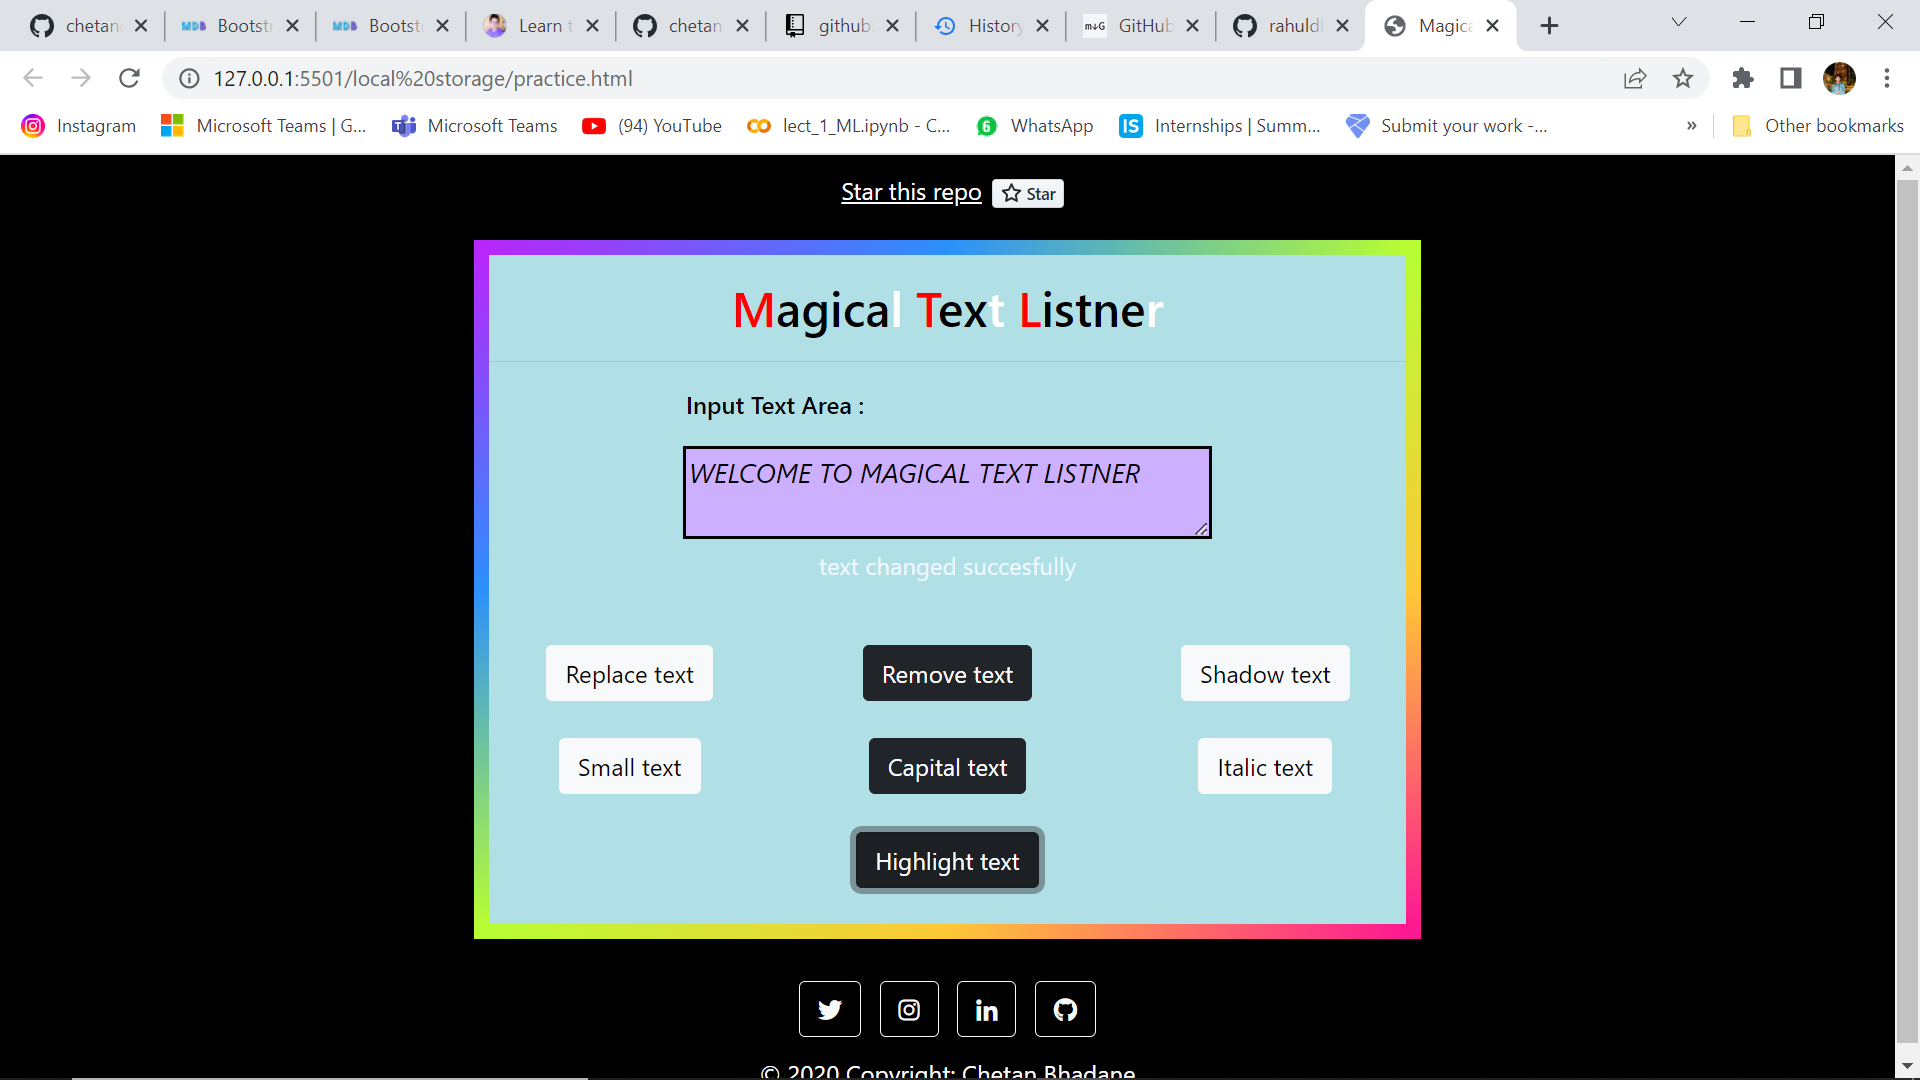 chetan
Bootst
Bootst
Learn t
chetan
github:
History
GitHub
rahuld
Magica
127.0.0.1:5501/local%20storage/practice.html
Instagram
Microsoft Teams | G...
Microsoft Teams
(94) YouTube
lect_1_ML.ipynb - C...
WhatsApp
Internships | Summ...
Submit your work -...
»
Other bookmarks
Star this repo
Star
Magical Text Listner
Input Text Area :
WELCOME TO MAGICAL TEXT LISTNER
text changed succesfully
Replace text
Remove text
Shadow text
Small text
Capital text
Italic text
Highlight text
© 2020 Copyright: Chetan Bhadane